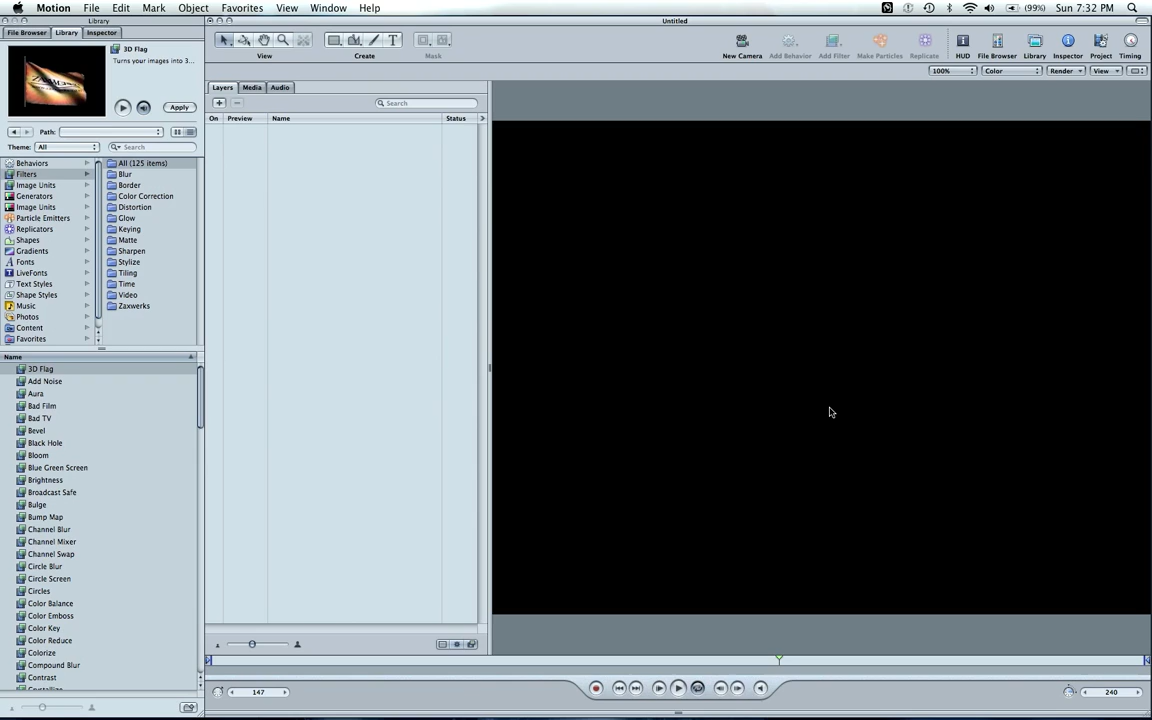 Motion File Edit Mark Object Favorites View Window Help (99%) Sun 7:32 PM
Library
Untitled
File Browser Library Inspector
3D Flag
Turns your images into 3...
Apply
Path:
Theme: All Search
Behaviors
Filters
Image Units
Generators
Image Units
Particle Emitters
Replicators
Shapes
Gradients
Fonts
LiveFonts
Text Styles
Shape Styles
Music
Photos
Content
Favorites
All (125 items)
Blur
Border
Color Correction
Distortion
Glow
Keying
Matte
Sharpen
Stylize
Tiling
Time
Video
Zaxwerks
Name
3D Flag
Add Noise
Aura
Bad Film
Bad TV
Bevel
Black Hole
Bloom
Blue Green Screen
Brightness
Broadcast Safe
Bulge
Bump Map
Channel Blur
Channel Mixer
Channel Swap
Circle Blur
Circle Screen
Circles
Color Balance
Color Emboss
Color Key
Color Reduce
Colorize
Compound Blur
Contrast
Crystallize
View Create Mask
New Camera Add Behavior Add Filter Make Particles Replicate HUD File Browser Library Inspector Project Timing
100% Color Render View
Layers Media Audio
Search
On Preview Name Status
147
240